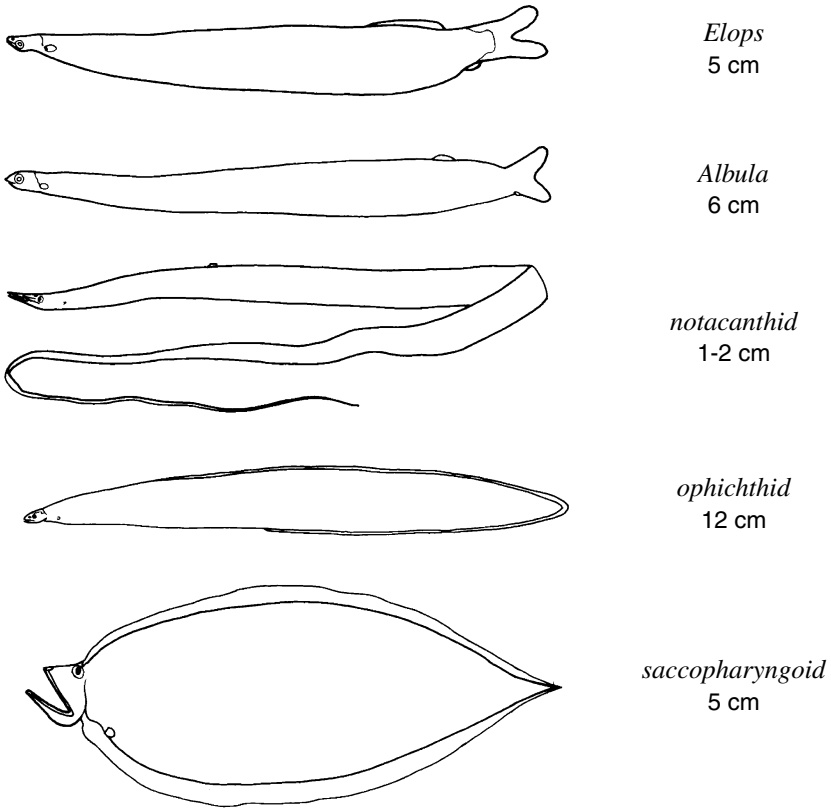 Elops
5 cm
Albula
6 cm
notacanthid
1-2 cm
ophichthid
12 cm
saccopharyngoid
5 cm